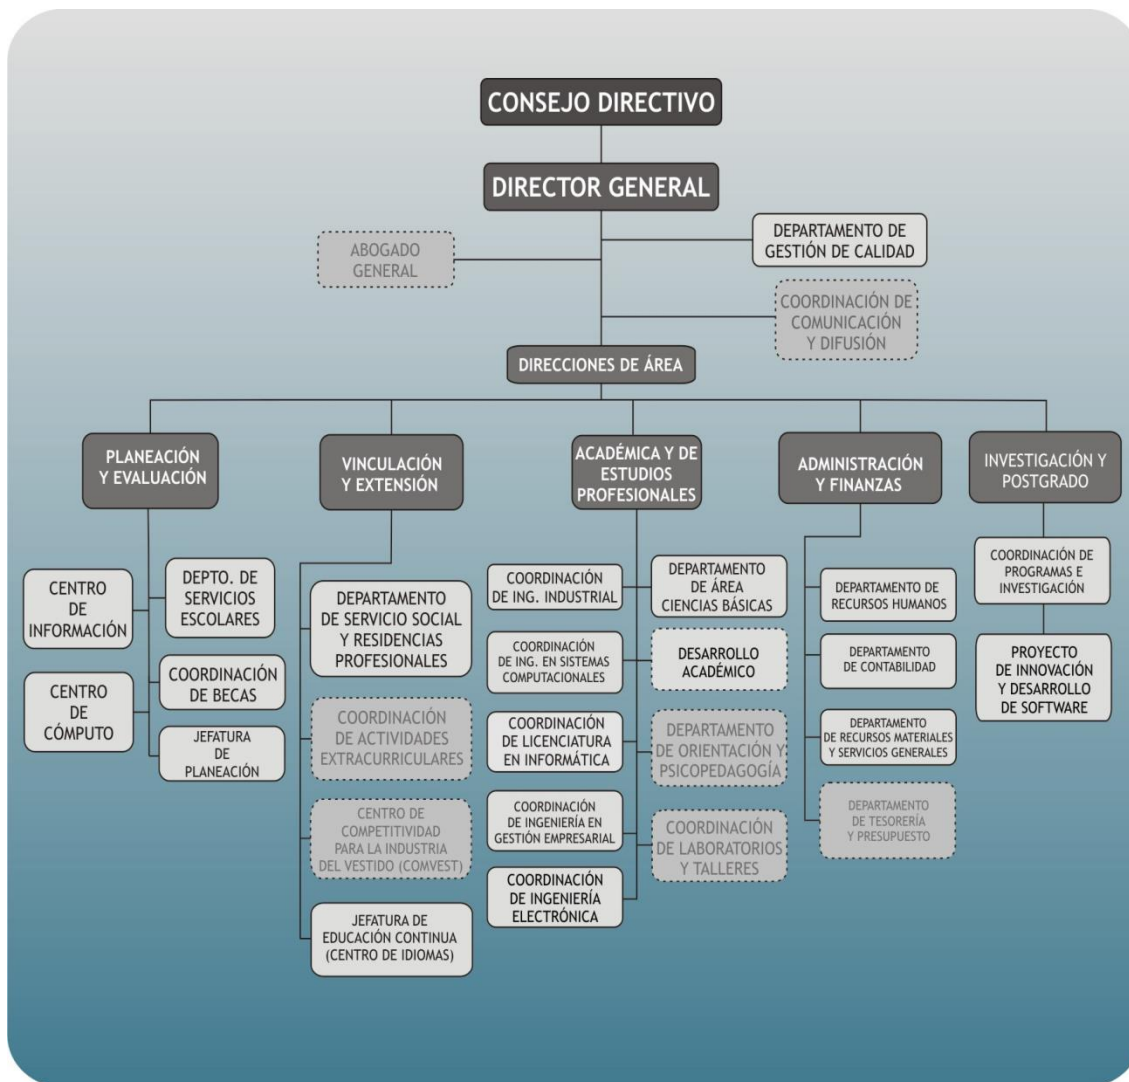 CONSEJO DIRECTIVO
DIRECTOR GENERAL
ABOGADO
GENERAL
DEPARTAMENTO DE
GESTIÓN DE CALIDAD
COORDINACIÓN DE
COMUNICACIÓN
Y DIFUSIÓN
DIRECCIONES DE ÁREA
PLANEACIÓN
Y EVALUACIÓN
VINCULACIÓN
Y EXTENSIÓN
ACADÉMICA Y DE
ESTUDIOS
PROFESIONALES
ADMINISTRACIÓN
Y FINANZAS
INVESTIGACIÓN Y
POSTGRADO
CENTRO
DE
INFORMACIÓN
DEPTO. DE
SERVICIOS
ESCOLARES
CENTRO
DE
CÓMPUTO
COORDINACIÓN
DE BECAS
JEFATURA
DE
PLANEACIÓN
DEPARTAMENTO
DE SERVICIO SOCIAL
Y RESIDENCIAS
PROFESIONALES
COORDINACIÓN
DE ACTIVIDADES
EXTRACURRICULARES
CENTRO DE
COMPETITIVIDAD
PARA LA INDUSTRIA
DEL VESTIDO (COMVEST)
JEFATURA DE
EDUCACIÓN CONTINUA
(CENTRO DE IDIOMAS)
COORDINACIÓN
DE ING. INDUSTRIAL
DEPARTAMENTO
DE ÁREA
CIENCIAS BÁSICAS
COORDINACIÓN
DE ING. EN SISTEMAS
COMPUTACIONALES
DESARROLLO
ACADÉMICO
COORDINACIÓN
DE LICENCIATURA
EN INFORMÁTICA
DEPARTAMENTO
DE ORIENTACIÓN Y
PSICOPEDAGOGÍA
COORDINACIÓN
DE INGENIERÍA EN
GESTIÓN EMPRESARIAL
COORDINACIÓN
DE LABORATORIOS
Y TALLERES
COORDINACIÓN
DE INGENIERÍA
ELECTRÓNICA
DEPARTAMENTO DE
RECURSOS HUMANOS
DEPARTAMENTO
DE CONTABILIDAD
DEPARTAMENTO
DE RECURSOS MATERIALES
Y SERVICIOS GENERALES
DEPARTAMENTO
DE TESORERÍA
Y PRESUPUESTO
COORDINACIÓN DE
PROGRAMAS E
INVESTIGACIÓN
PROYECTO
DE INNOVACIÓN
Y DESARROLLO
DE SOFTWARE